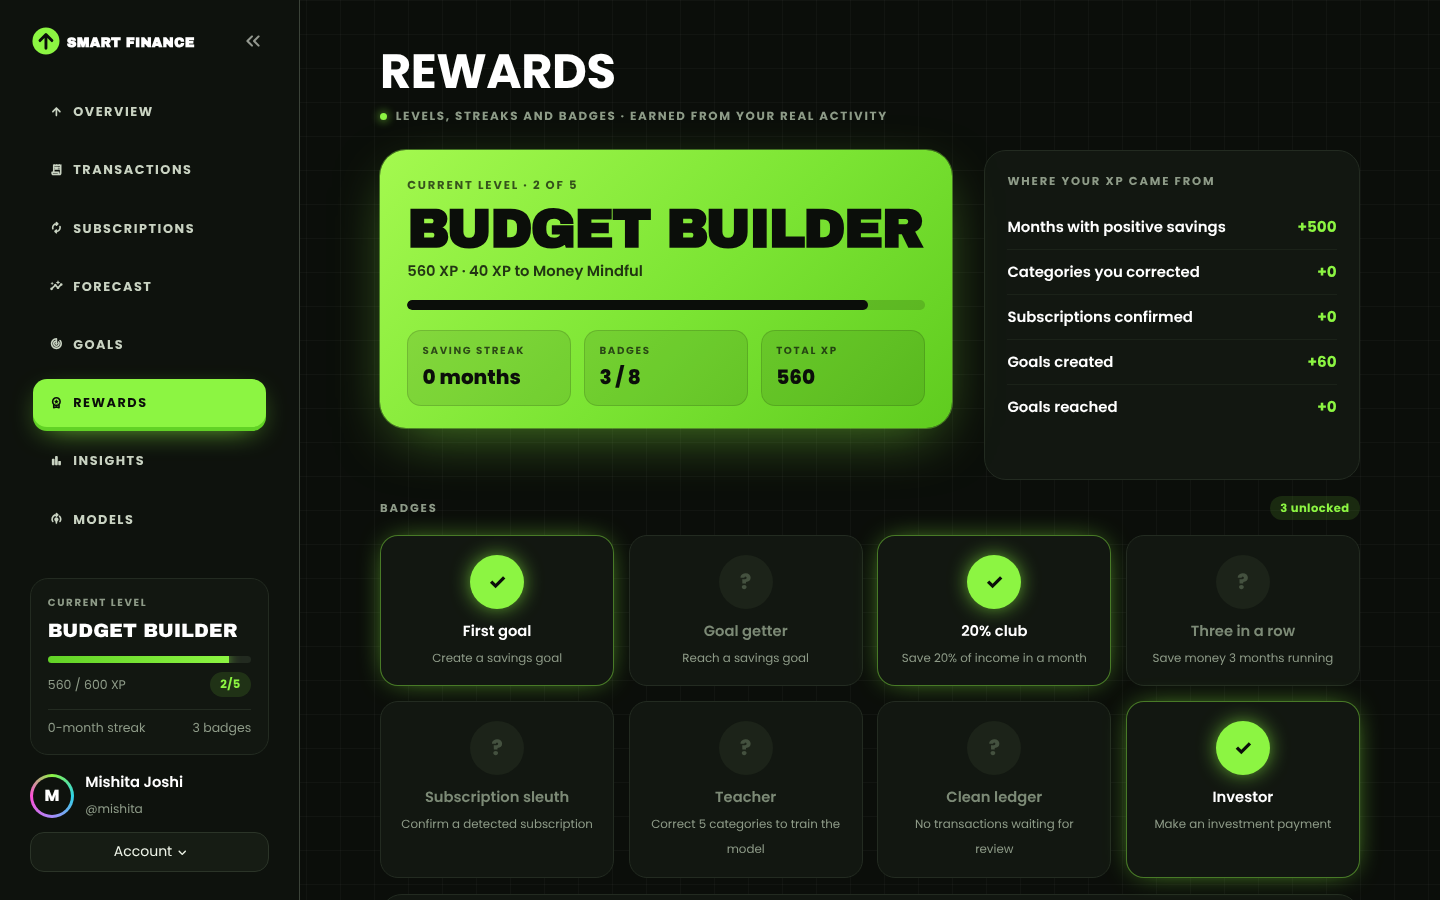 SMART FINANCE
OVERVIEW
TRANSACTIONS
SUBSCRIPTIONS
FORECAST
GOALS
REWARDS
INSIGHTS
MODELS
CURRENT LEVEL
BUDGET BUILDER
560 / 600 XP
2/5
0-month streak
3 badges
M
Mishita Joshi
@mishita
Account
REWARDS
LEVELS, STREAKS AND BADGES · EARNED FROM YOUR REAL ACTIVITY
CURRENT LEVEL · 2 OF 5
BUDGET BUILDER
560 XP · 40 XP to Money Mindful
SAVING STREAK
0 months
BADGES
3 / 8
TOTAL XP
560
WHERE YOUR XP CAME FROM
Months with positive savings +500
Categories you corrected +0
Subscriptions confirmed +0
Goals created +60
Goals reached +0
BADGES
3 unlocked
First goal
Create a savings goal
?
Goal getter
Reach a savings goal
20% club
Save 20% of income in a month
?
Three in a row
Save money 3 months running
?
Subscription sleuth
Confirm a detected subscription
?
Teacher
Correct 5 categories to train the
model
?
Clean ledger
No transactions waiting for
review
Investor
Make an investment payment